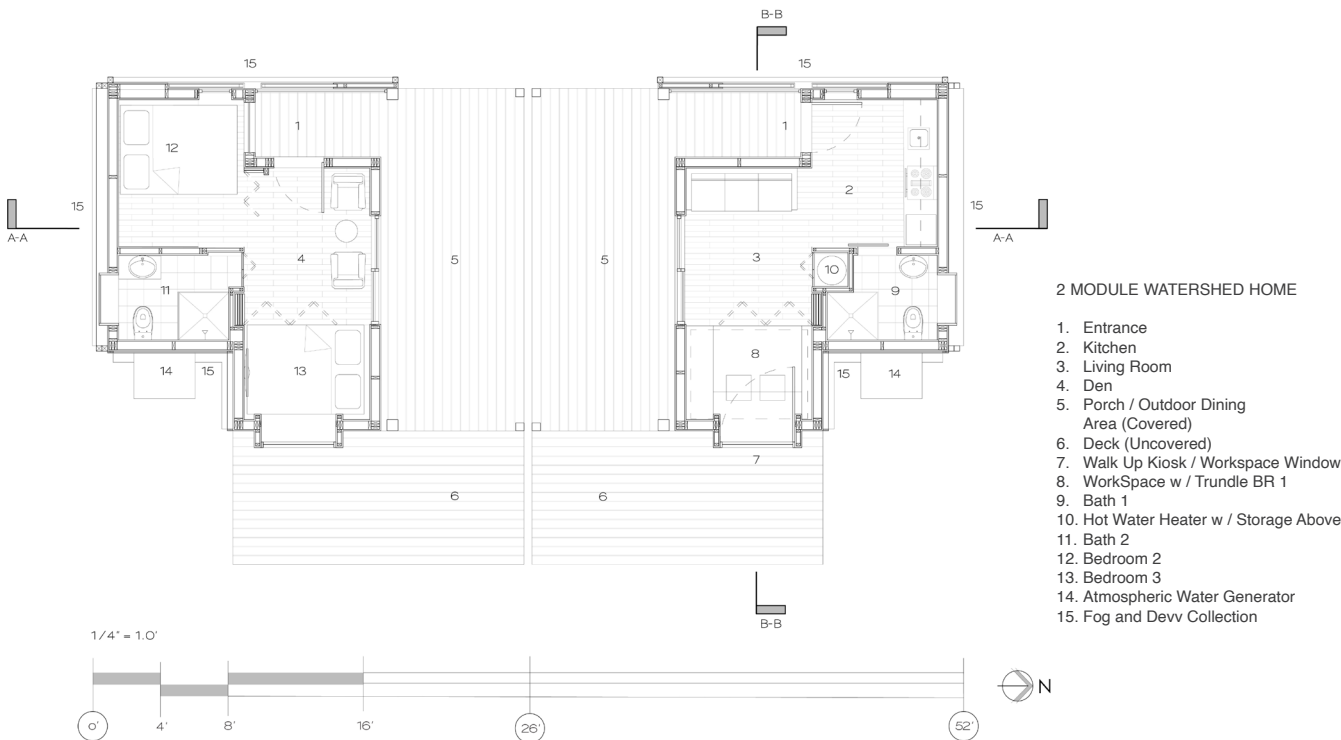 B-B
15
15
1
1
12
2
15
15
A-A
A-A
4
5
5
3
10
11
9
2 MODULE WATERSHED HOME
1. Entrance
2. Kitchen
3. Living Room
4. Den
5. Porch / Outdoor Dining
Area (Covered)
6. Deck (Uncovered)
7. Walk Up Kiosk / Workspace Window
8. WorkSpace w / Trundle BR 1
9. Bath 1
10. Hot Water Heater w / Storage Above
11. Bath 2
12. Bedroom 2
13. Bedroom 3
14. Atmospheric Water Generator
15. Fog and Devv Collection
14
15
13
8
15
14
7
6
6
B-B
1/4" = 1.0'
N
0'
4'
8'
16'
26'
52'